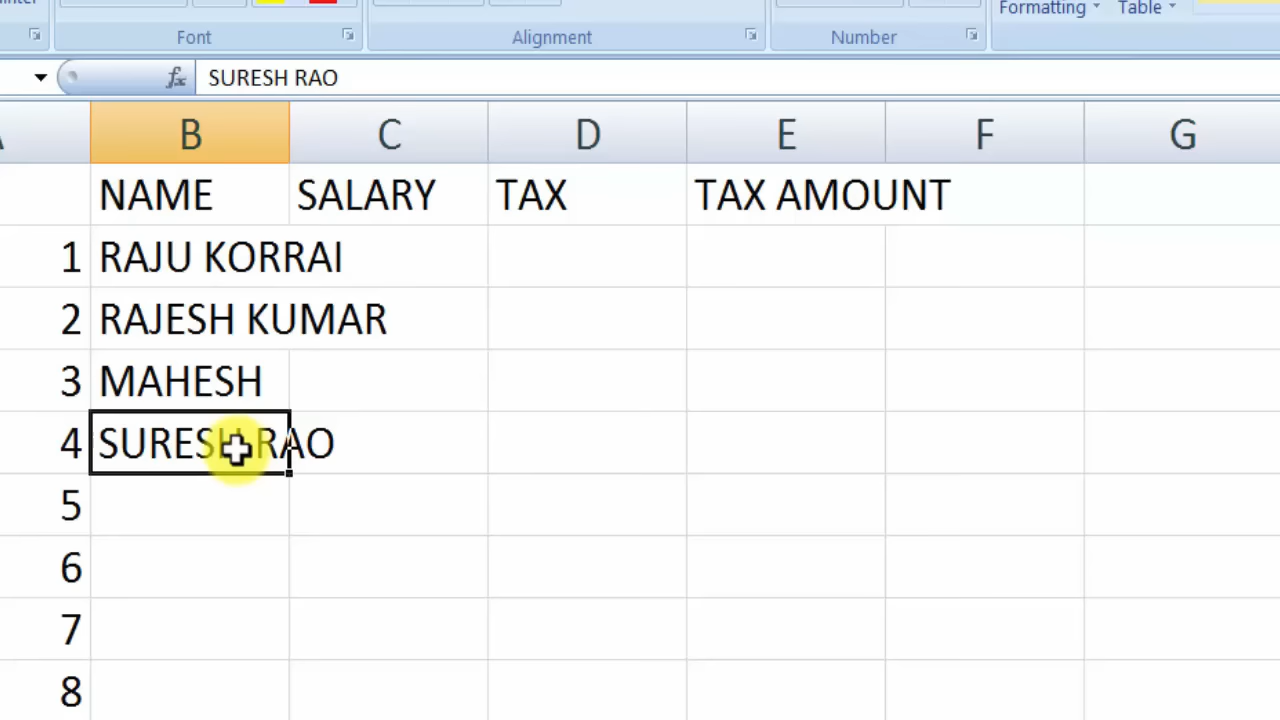 Formatting Table
Font Alignment Number
fx SURESH RAO
B C D E F G
NAME SALARY TAX TAX AMOUNT
1 RAJU KORRAI
2 RAJESH KUMAR
3 MAHESH
4 SURESH RAO
5
6
7
8